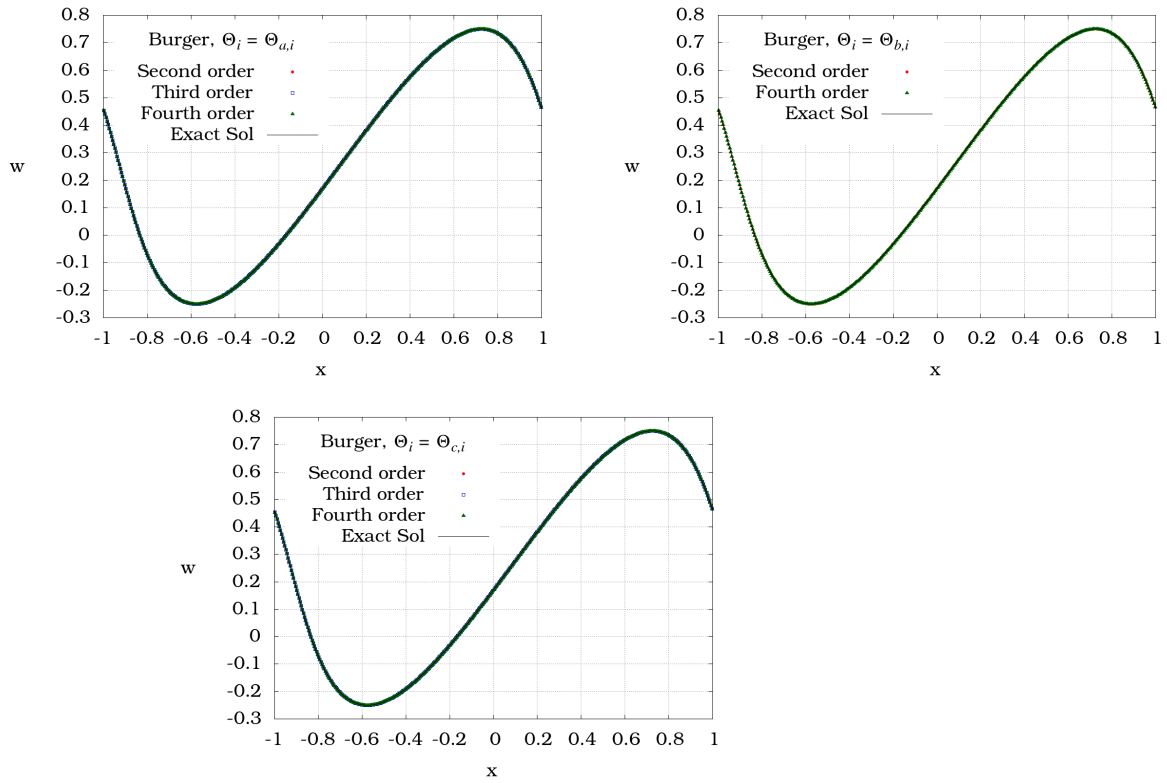 0.8
0.7
0.6
0.5
0.4
0.3
0.2
0.1
0
-0.1
-0.2
-0.3
w
Burger, Θa,i = Θa,i
Second order
Third order
Fourth order
Exact Sol
-1 -0.8 -0.6 -0.4 -0.2 0 0.2 0.4 0.6 0.8 1
x
0.8
0.7
0.6
0.5
0.4
0.3
0.2
0.1
0
-0.1
-0.2
-0.3
w
Burger, Θi = Θb,i
Second order
Fourth order
Exact Sol
-1 -0.8 -0.6 -0.4 -0.2 0 0.2 0.4 0.6 0.8 1
x
0.8
0.7
0.6
0.5
0.4
0.3
0.2
0.1
0
-0.1
-0.2
-0.3
w
Burger, Θi = Θc,i
Second order
Third order
Fourth order
Exact Sol
-1 -0.8 -0.6 -0.4 -0.2 0 0.2 0.4 0.6 0.8 1
x